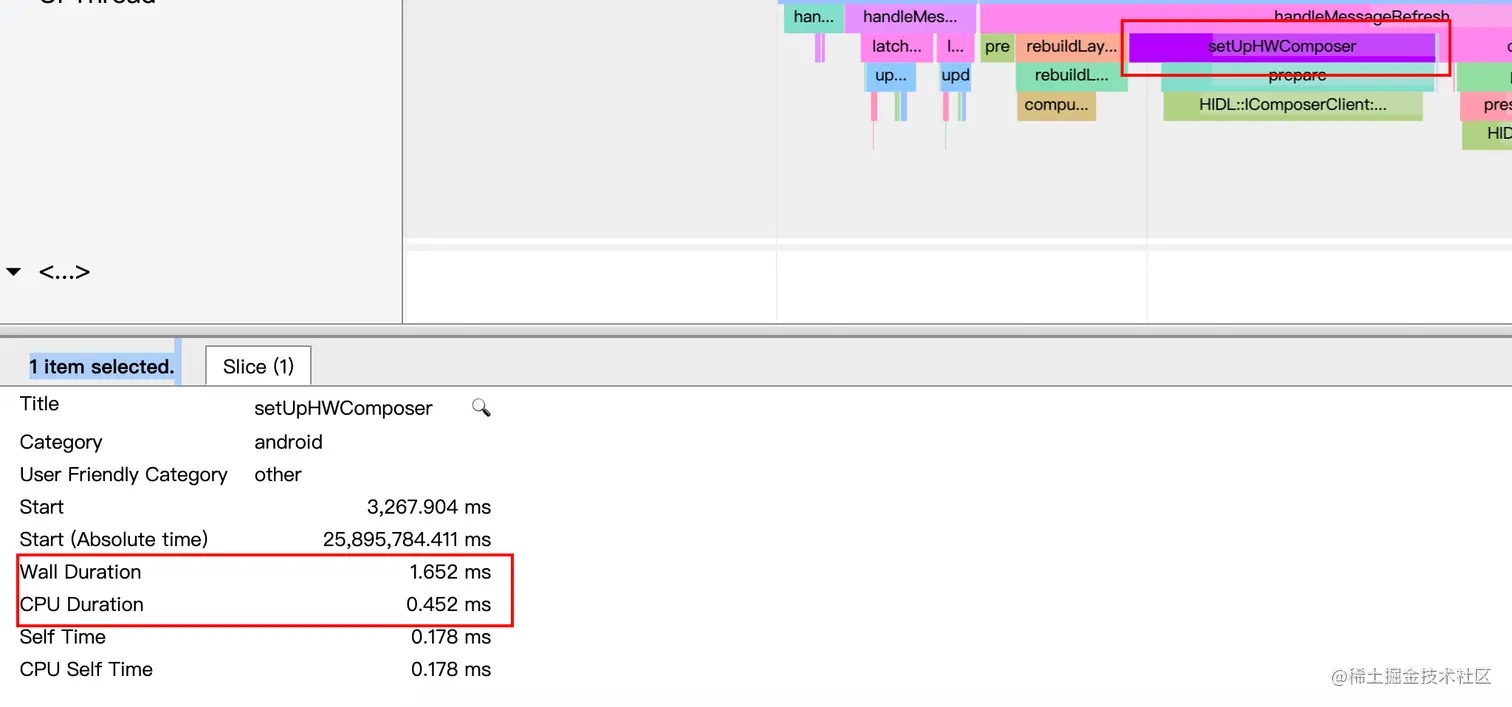 han... handleMes... handleMessageRefresh
latch... l... pre rebuildLay... setUpHWComposer
up... upd rebuildL... prepare
compu... HIDL::IComposerClient:... pres
HID
<...>
1 item selected. Slice (1)
Title setUpHWComposer
Category android
User Friendly Category other
Start 3,267.904 ms
Start (Absolute time) 25,895,784.411 ms
Wall Duration 1.652 ms
CPU Duration 0.452 ms
Self Time 0.178 ms
CPU Self Time 0.178 ms
@稀土掘金技术社区